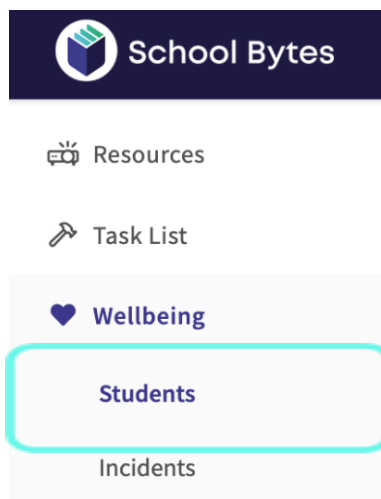 School Bytes
Resources
Task List
Wellbeing
Students
Incidents